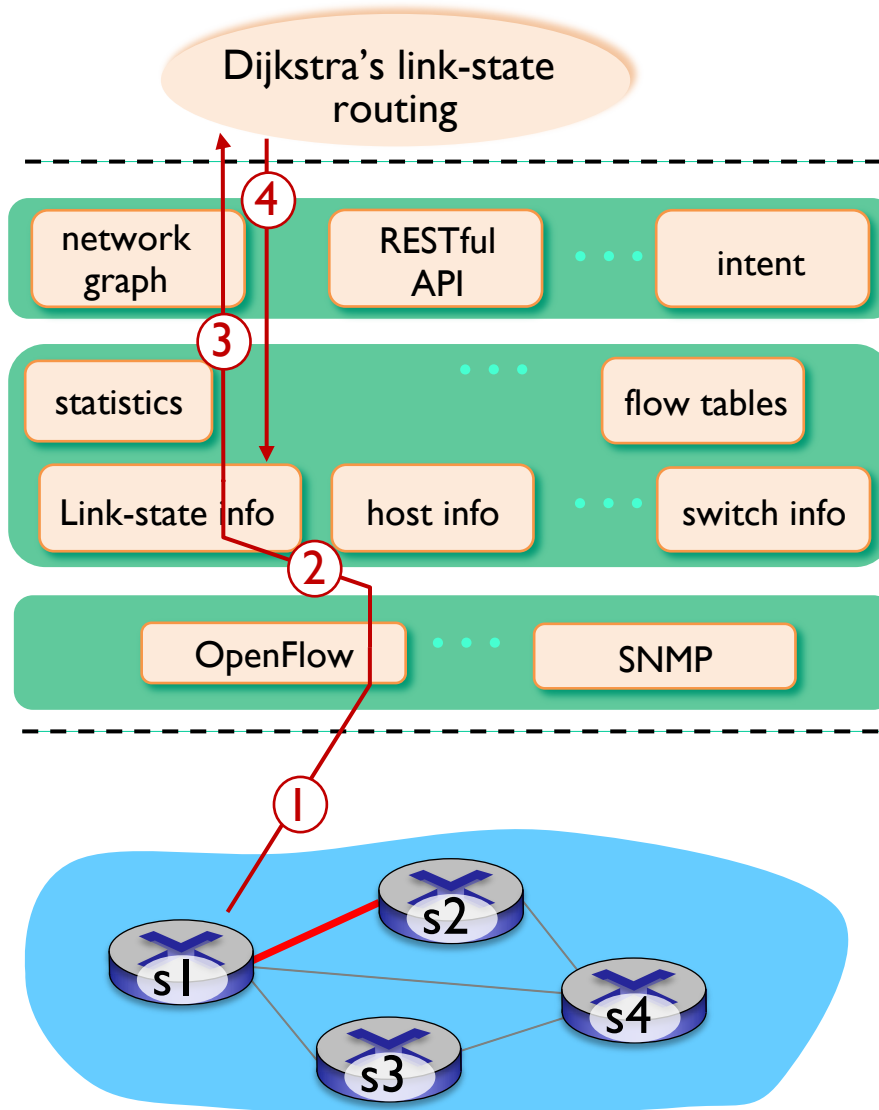 Dijkstra's link-state
routing
4
network
graph
RESTful
API
intent
3
statistics
flow tables
Link-state info
host info
switch info
2
OpenFlow
SNMP
1
s2
s1
s4
s3